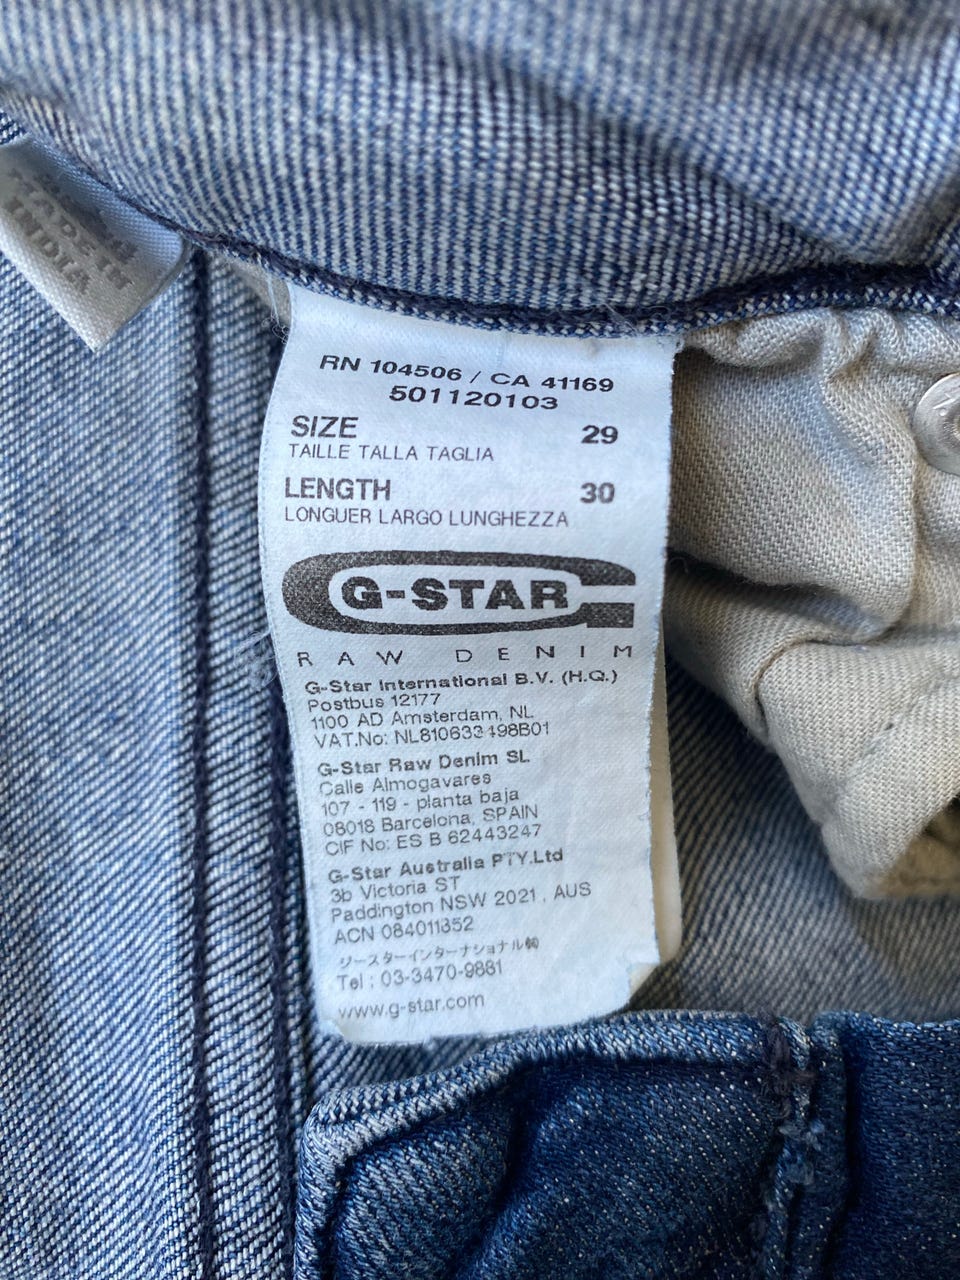 MADE IN
INDIA
RN 104506 / CA 41169
501120103
SIZE 29
TAILLE TALLA TAGLIA
LENGTH 30
LONGUER LARGO LUNGHEZZA
G-STAR
RAW DENIM
G-Star International B.V. (H.Q.)
Postbus 12177
1100 AD Amsterdam, NL
VAT.No: NL810633498B01
G-Star Raw Denim SL
Calle Almogavares
107 - 119 - planta baja
08018 Barcelona, SPAIN
CIF No: ES B 62443247
G-Star Australia PTY.Ltd
3b Victoria ST
Paddington NSW 2021 , AUS
ACN 084011352
ジースターインターナショナル㈱
Tel : 03-3470-9881
www.g-star.com